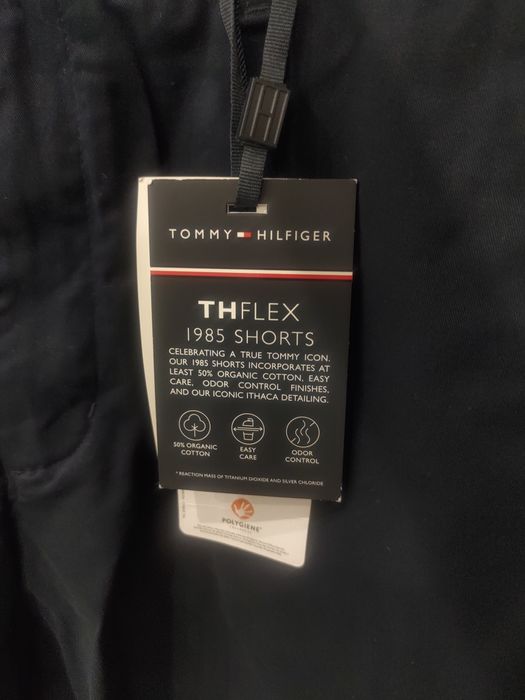 TOMMY HILFIGER
THFLEX
1985 SHORTS
CELEBRATING A TRUE TOMMY ICON.
OUR 1985 SHORTS INCORPORATES AT
LEAST 50% ORGANIC COTTON, EASY
CARE, ODOR CONTROL FINISHES,
AND OUR ICONIC ITHACA DETAILING.
50% ORGANIC
COTTON
EASY
CARE
ODOR
CONTROL
*REACTION MASS OF TITANIUM DIOXIDE AND SILVER CHLORIDE
POLYGIENE®